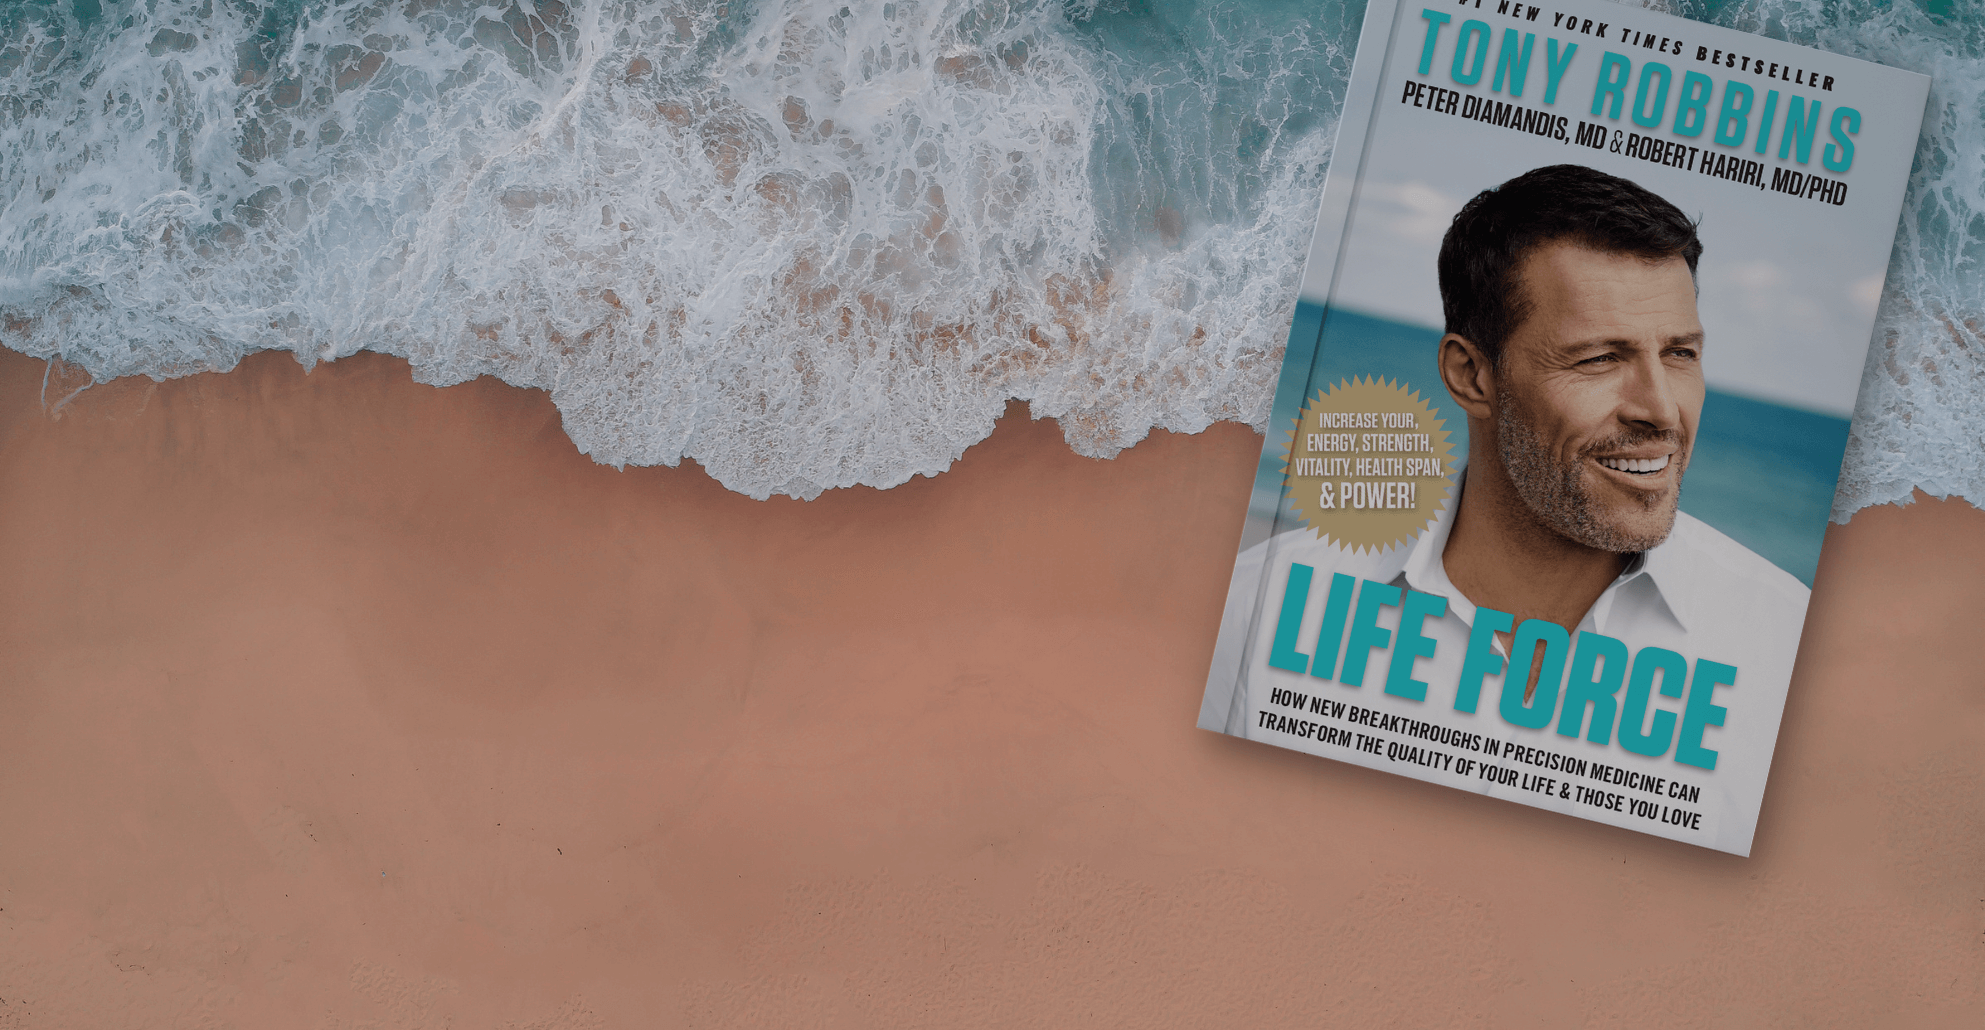 #1 NEW YORK TIMES BESTSELLER
TONY ROBBINS
PETER DIAMANDIS, MD & ROBERT HARIRI, MD/PHD
INCREASE YOUR,
ENERGY, STRENGTH,
VITALITY, HEALTH SPAN,
& POWER!
LIFE FORCE
HOW NEW BREAKTHROUGHS IN PRECISION MEDICINE CAN
TRANSFORM THE QUALITY OF YOUR LIFE & THOSE YOU LOVE